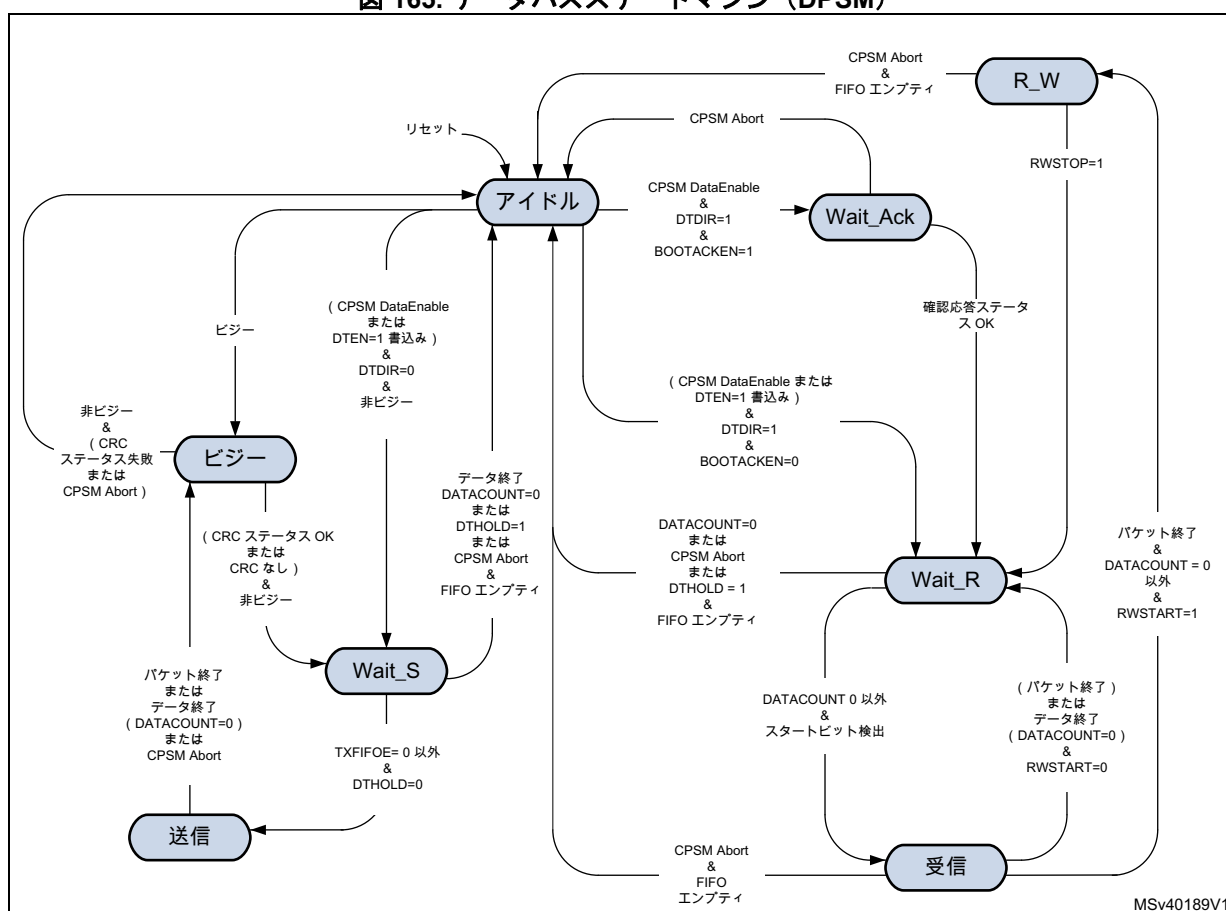 図 165. データパスステートマシン（DPSM）
CPSM Abort
&
FIFO エンプティ
R_W
リセット
CPSM Abort
RWSTOP=1
アイドル
CPSM DataEnable
&
DTDIR=1
&
BOOTACKEN=1
Wait_Ack
ビジー
( CPSM DataEnable
または
DTEN=1 書込み )
&
DTDIR=0
&
非ビジー
確認応答ステータ
ス OK
( CPSM DataEnable または
DTEN=1 書込み )
&
DTDIR=1
&
BOOTACKEN=0
非ビジー
&
( CRC
ステータス失敗
または
CPSM Abort )
ビジー
データ終了
DATACOUNT=0
または
DTHOLD=1
または
CPSM Abort
&
FIFO エンプティ
DATACOUNT=0
または
CPSM Abort
または
DTHOLD = 1
&
FIFO エンプティ
Wait_R
パケット終了
&
DATACOUNT = 0
以外
&
RWSTART=1
( CRC ステータス OK
または
CRC なし )
&
非ビジー
Wait_S
パケット終了
または
データ終了
( DATACOUNT=0 )
または
CPSM Abort
TXFIFOE= 0 以外
&
DTHOLD=0
DATACOUNT 0 以外
&
スタートビット検出
( パケット終了 )
または
データ終了
( DATACOUNT=0 )
&
RWSTART=0
送信
CPSM Abort
&
FIFO
エンプティ
受信
MSv40189V1